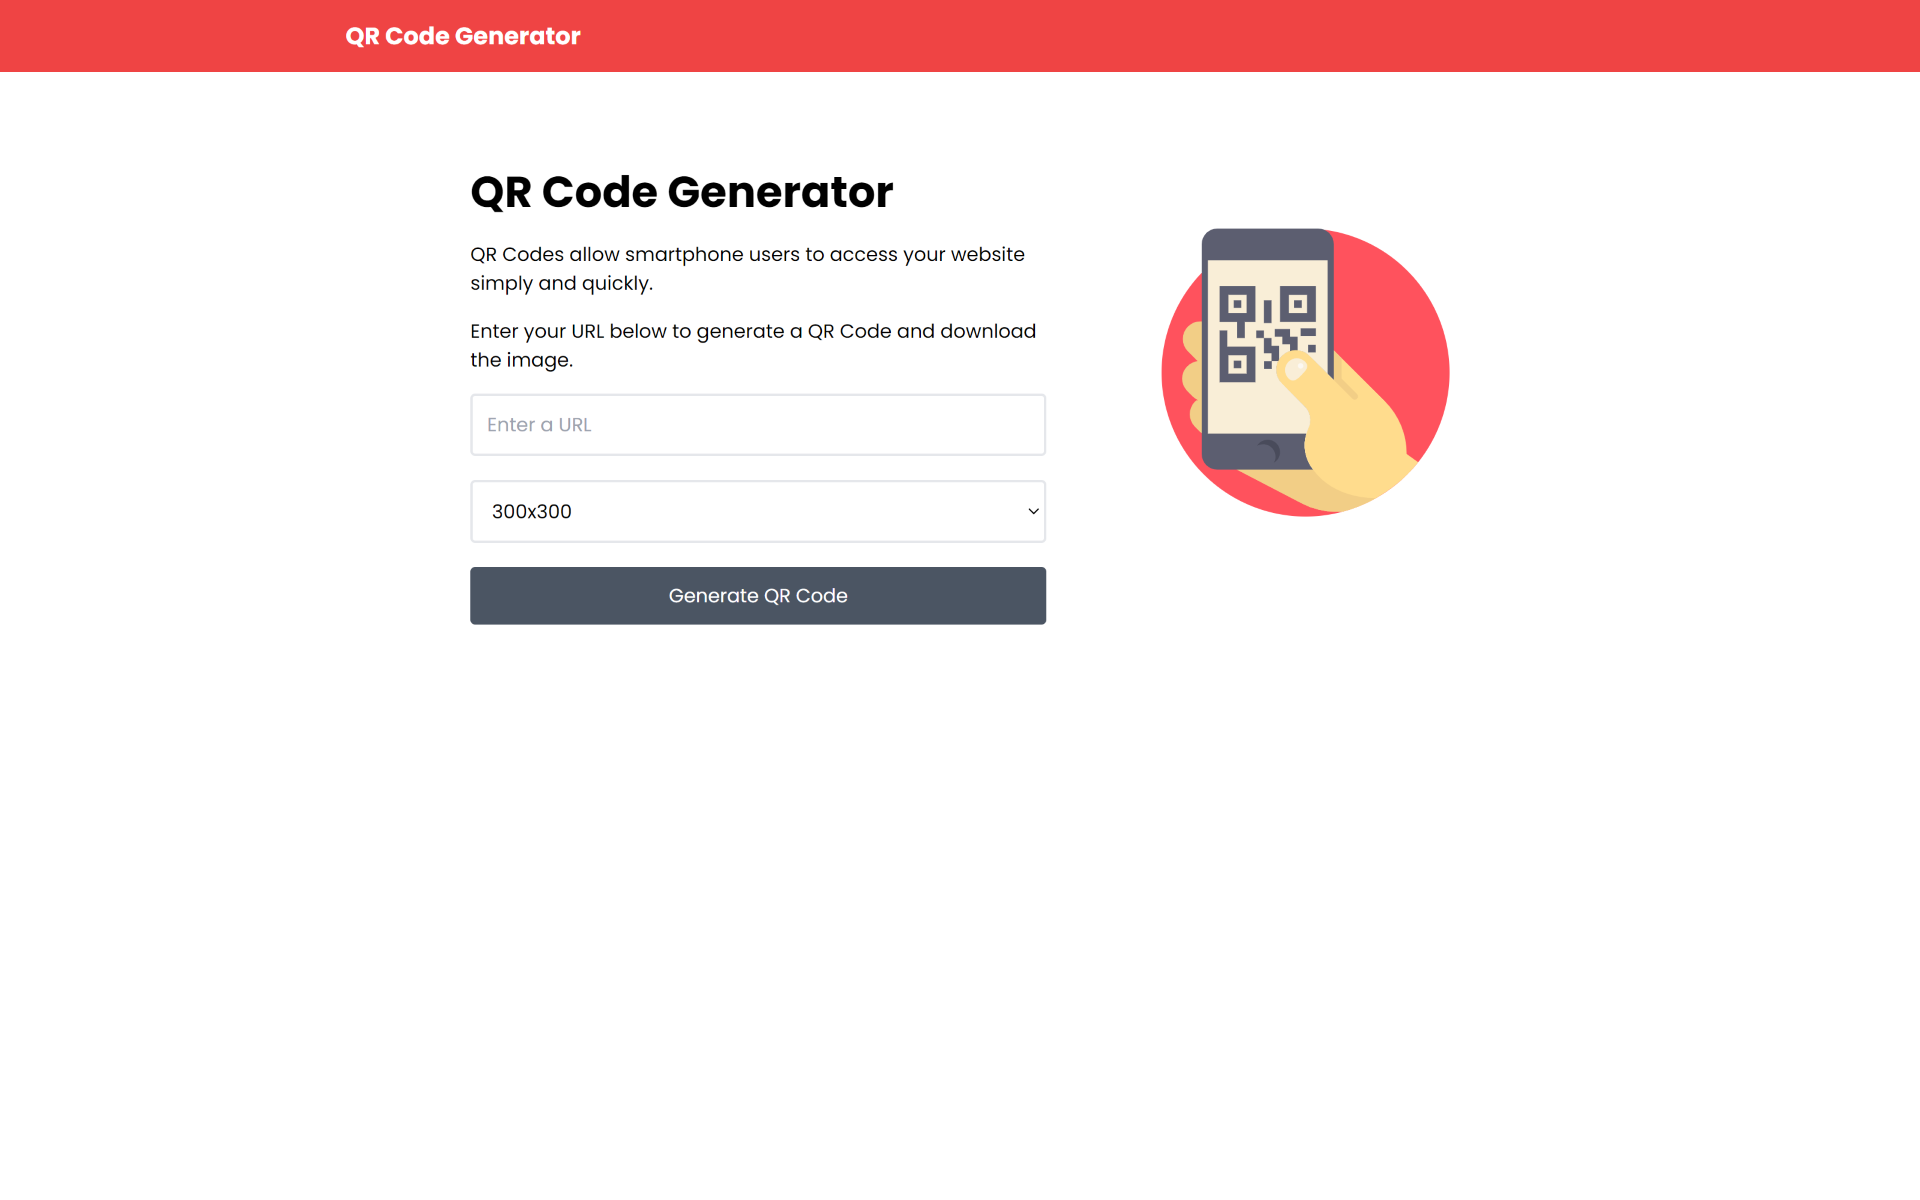 QR Code Generator
QR Code Generator
QR Codes allow smartphone users to access your website
simply and quickly.
Enter your URL below to generate a QR Code and download
the image.
Enter a URL
300x300
Generate QR Code